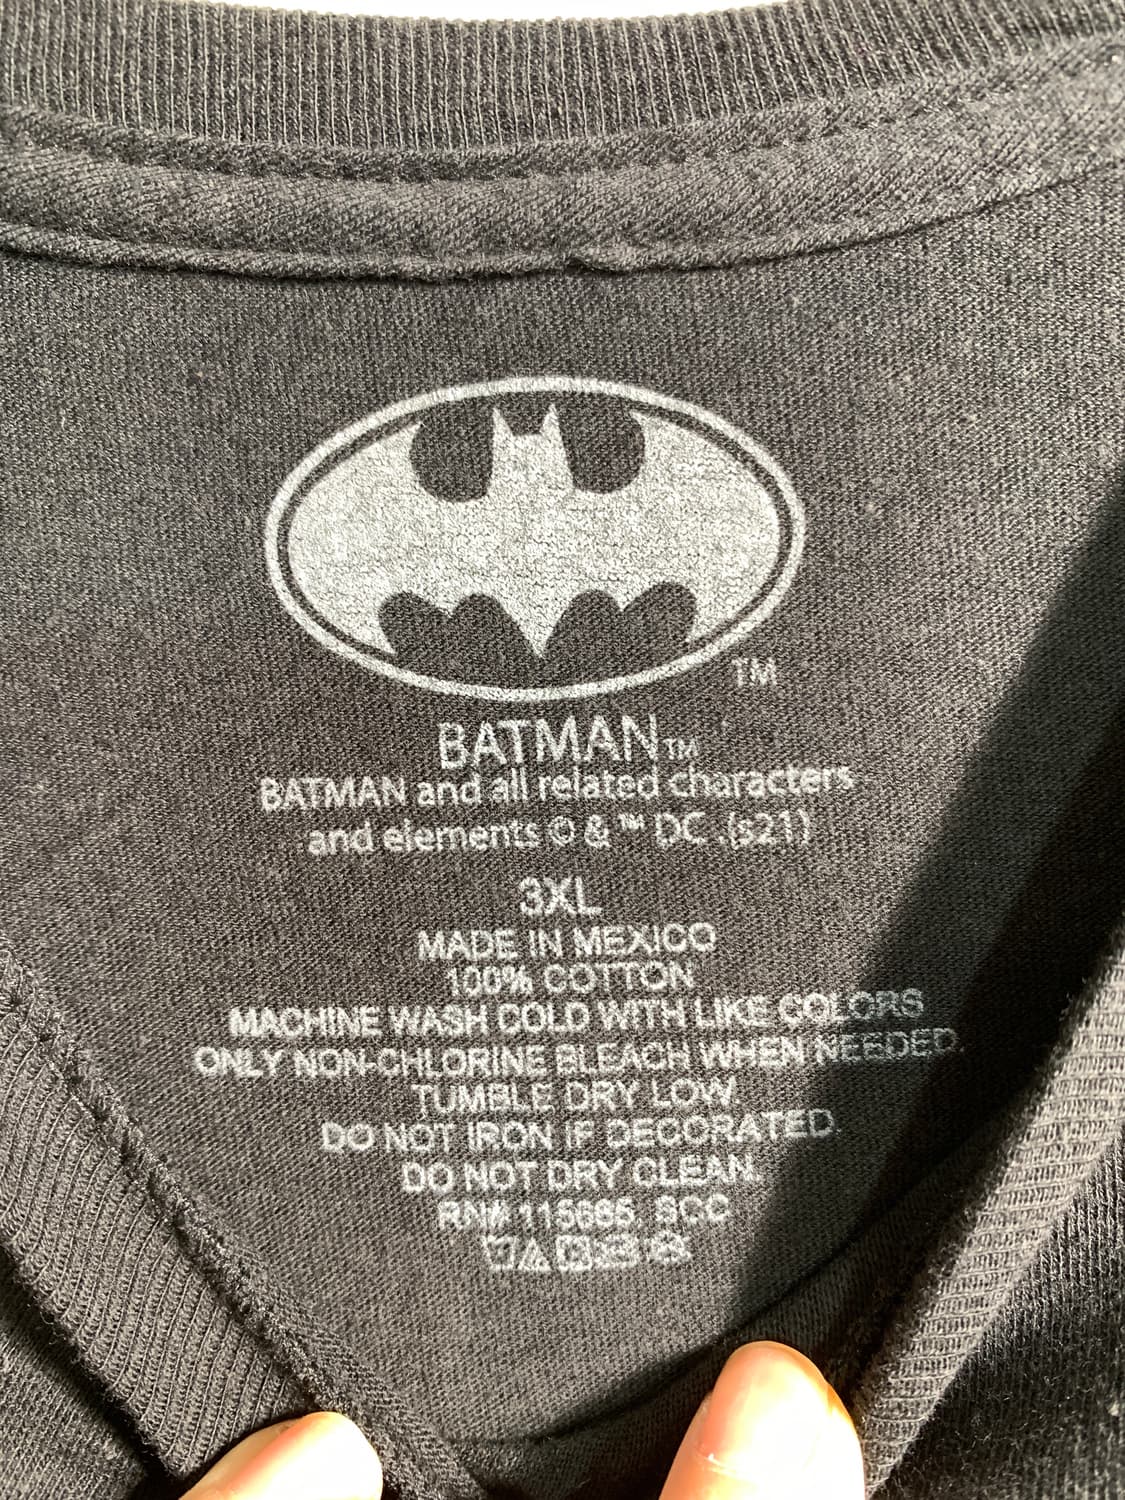 TM
BATMAN TM
BATMAN and all related characters
and elements © & ™ DC .(s21)
3XL
MADE IN MEXICO
100% COTTON
MACHINE WASH COLD WITH LIKE COLORS
ONLY NON-CHLORINE BLEACH WHEN NEEDED.
TUMBLE DRY LOW
DO NOT IRON IF DECORATED.
DO NOT DRY CLEAN.
RN# SCC